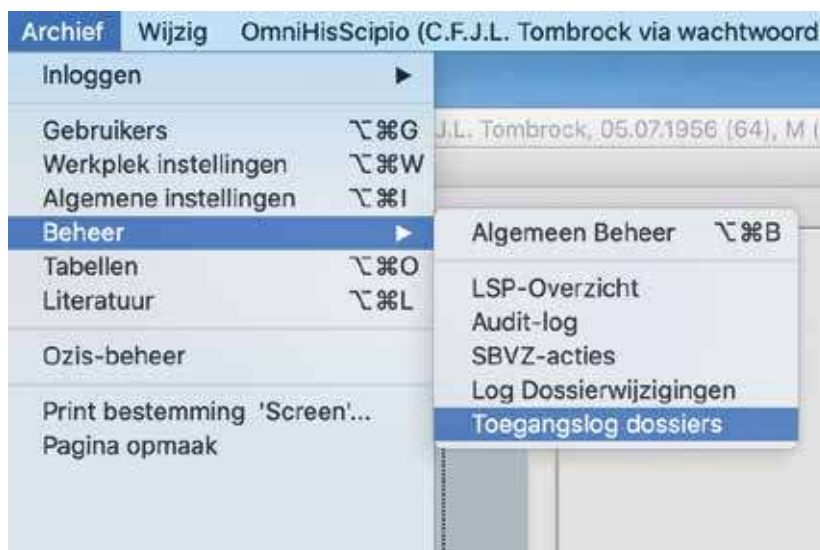 Archief Wijzig OmniHisScipio (C.F.J.L. Tombrock via wachtwoord
Inloggen ▶
J.L. Tombrock, 05.07.1956 (64), M (
Gebruikers ⌥⌘G
Werkplek instellingen ⌥⌘W
Algemene instellingen ⌥⌘I
Beheer ▶
Tabellen ⌥⌘O
Literatuur ⌥⌘L
Ozis-beheer
Print bestemming 'Screen'...
Pagina opmaak
Algemeen Beheer ⌥⌘B
LSP-Overzicht
Audit-log
SBVZ-acties
Log Dossierwijzigingen
Toegangslog dossiers